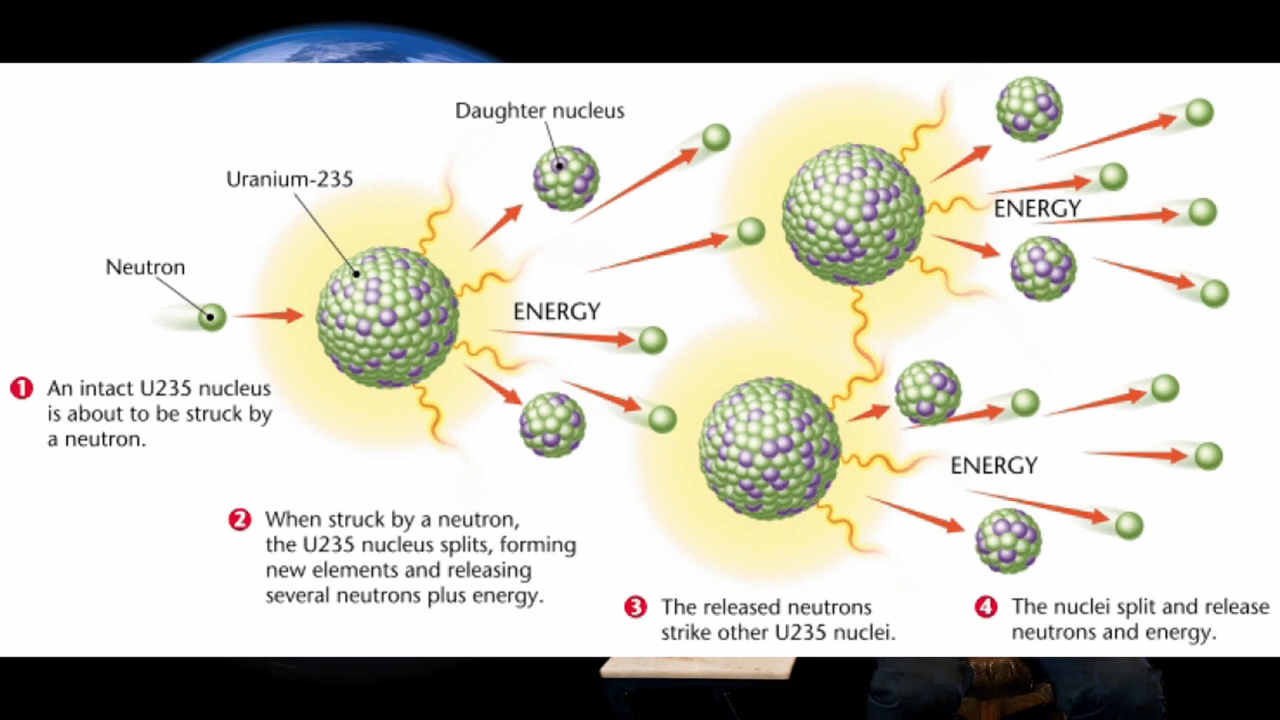 Daughter nucleus
Uranium-235
Neutron
ENERGY
ENERGY
ENERGY
1 An intact U235 nucleus
is about to be struck by
a neutron.
2 When struck by a neutron,
the U235 nucleus splits, forming
new elements and releasing
several neutrons plus energy.
3 The released neutrons
strike other U235 nuclei.
4 The nuclei split and release
neutrons and energy.